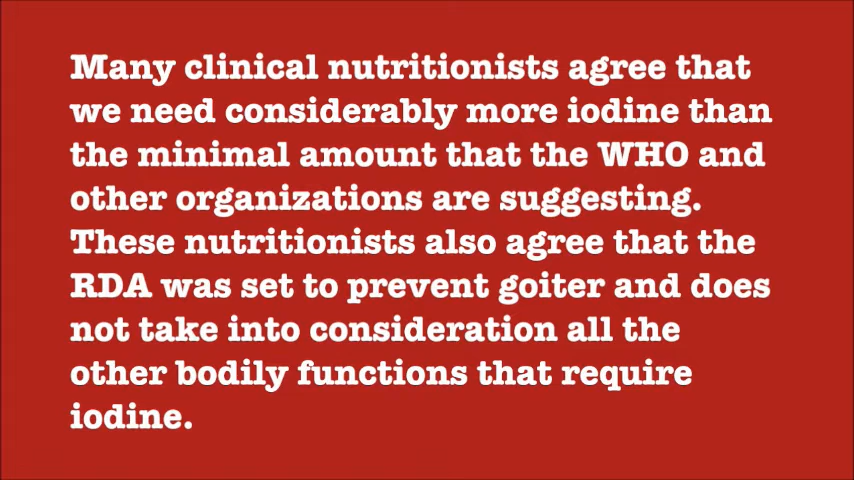 Many clinical nutritionists agree that
we need considerably more iodine than
the minimal amount that the WHO and
other organizations are suggesting.
These nutritionists also agree that the
RDA was set to prevent goiter and does
not take into consideration all the
other bodily functions that require
iodine.